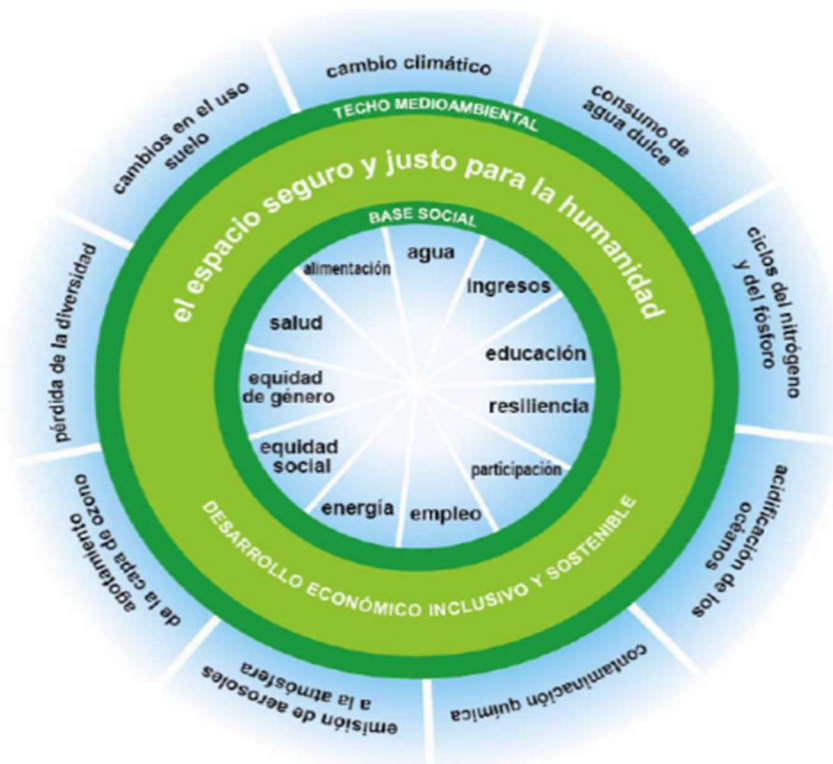 cambio climático
consumo de
agua dulce
ciclos del nitrógeno
y del fósforo
acidificación de los
océanos
contaminación química
emisión de aerosoles
a la atmósfera
agotamiento
de la capa de ozono
pérdida de la diversidad
cambios en el uso
suelo
TECHO MEDIOAMBIENTAL
el espacio seguro y justo para la humanidad
BASE SOCIAL
agua
ingresos
educación
resiliencia
participación
empleo
energía
equidad
social
equidad
de género
salud
alimentación
DESARROLLO ECONÓMICO INCLUSIVO Y SOSTENIBLE